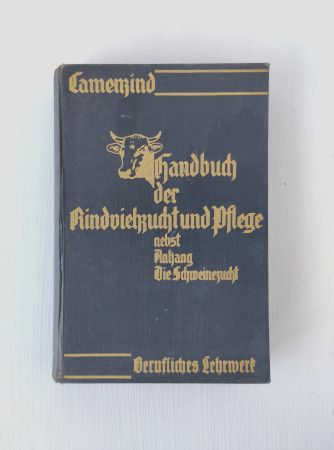 Camenzind
Handbuch
der
Rindviehzucht und Pflege
nebst
Anhang
Die Schweinezucht
Berufliches Lehrwerk